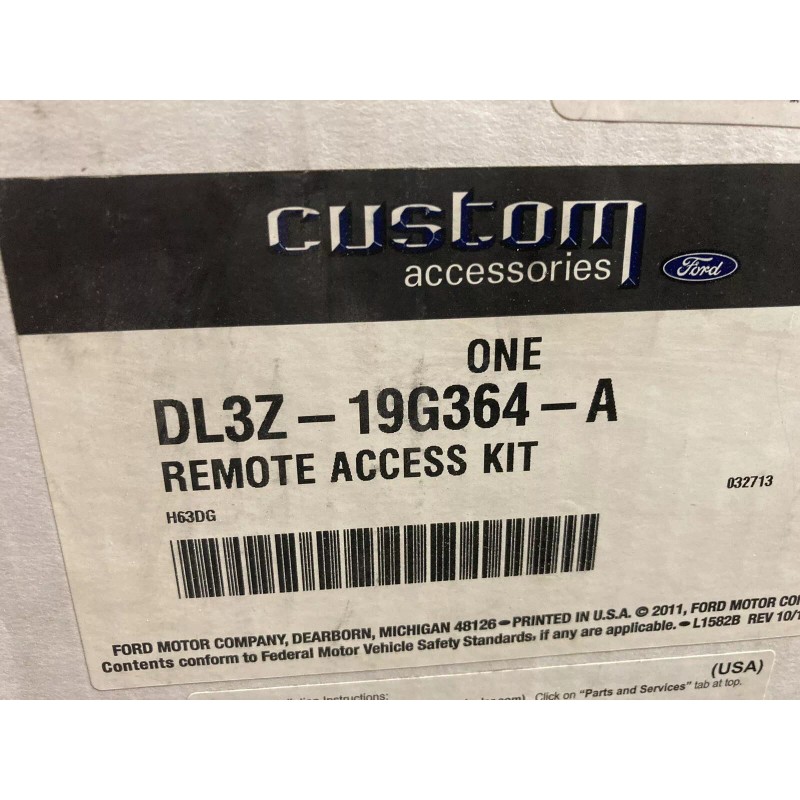 custom
accessories
Ford
ONE
DL3Z-19G364-A
REMOTE ACCESS KIT
032713
H63DG
FORD MOTOR COMPANY, DEARBORN, MICHIGAN 48126-PRINTED IN U.S.A. © 2011, FORD MOTOR CO
Contents conform to Federal Motor Vehicle Safety Standards, if any are applicable.-L1582B REV 10/1
(USA)
Instructions: Click on "Parts and Services" tab at top.